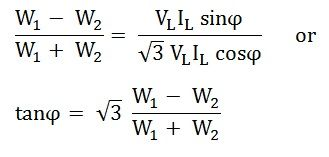 W₁ − W₂ / W₁ + W₂ = V_L I_L sinφ / √3 V_L I_L cosφ or
tanφ = √3 W₁ − W₂ / W₁ + W₂